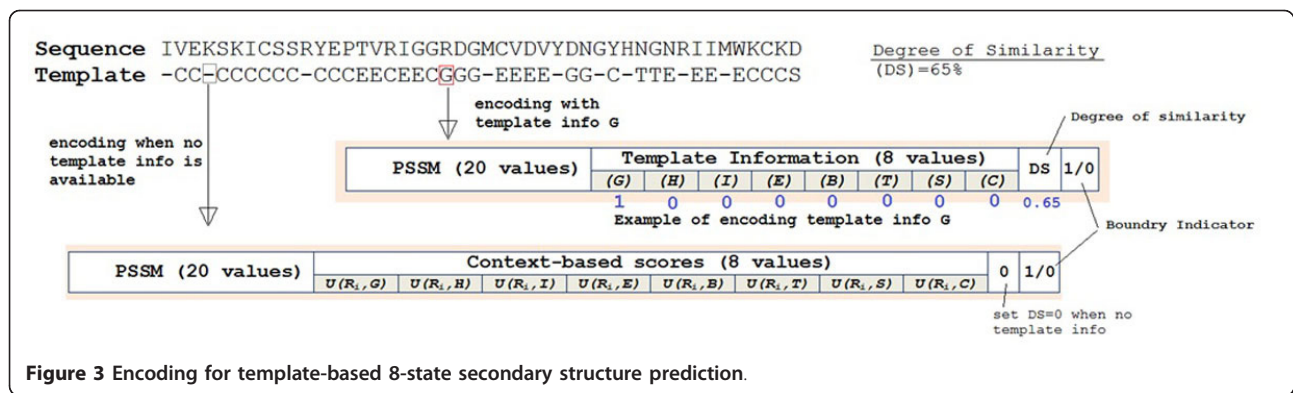 Sequence IVEKSKICSSRYEPTVRIGGRDGMCVDVYDNGYHNGNRIIMWKCKD
Template -CC-CCCCCC-CCCEECEECGGG-EEEE-GG-C-TTE-EE-ECCCS
Degree of Similarity
(DS)=65%
encoding with
template info G
Degree of similarity
encoding when no
template info is
available
PSSM (20 values) Template Information (8 values) DS 1/0
(G) (H) (I) (E) (B) (T) (S) (C)
1 0 0 0 0 0 0 0 0.65
Example of encoding template info G
Boundry Indicator
PSSM (20 values) Context-based scores (8 values) 0 1/0
U(Rᵢ,G) U(Rᵢ,H) U(Rᵢ,I) U(Rᵢ,E) U(Rᵢ,B) U(Rᵢ,T) U(Rᵢ,S) U(Rᵢ,C)
set DS=0 when no
template info
Figure 3 Encoding for template-based 8-state secondary structure prediction.